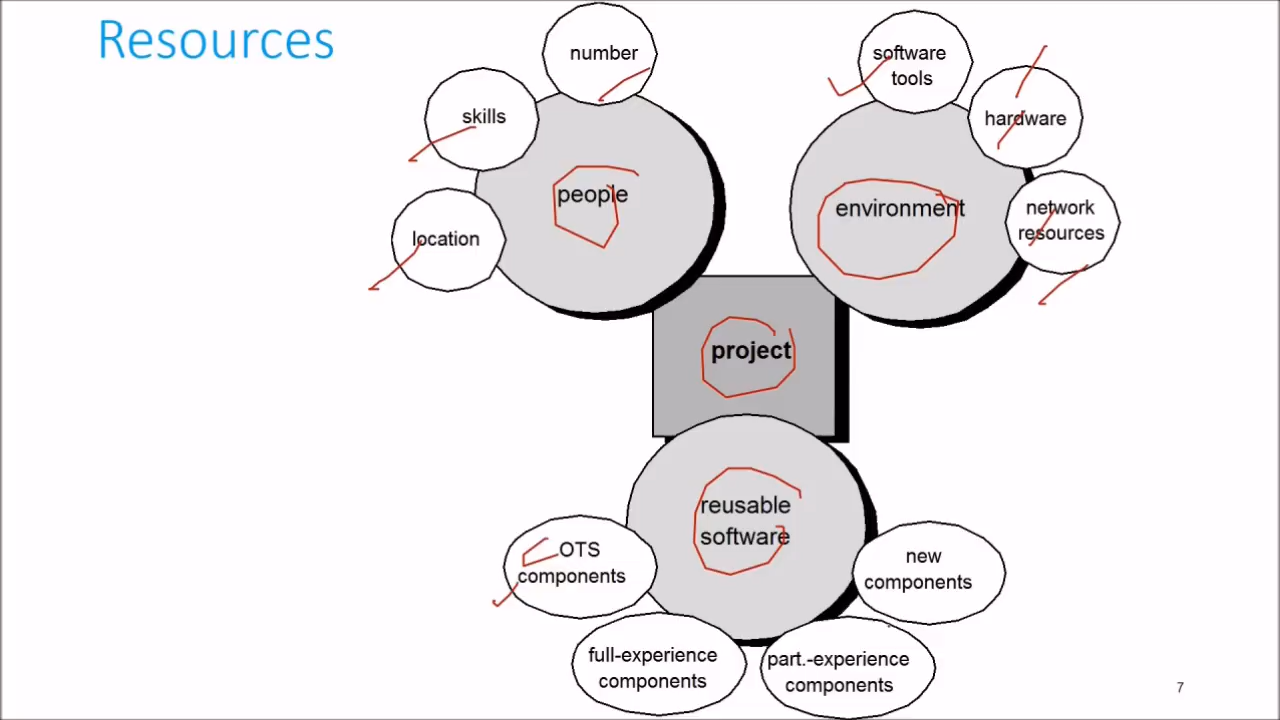 Resources
number
skills
location
people
software
tools
hardware
network
resources
environment
project
reusable
software
OTS
components
full-experience
components
part.-experience
components
new
components
7